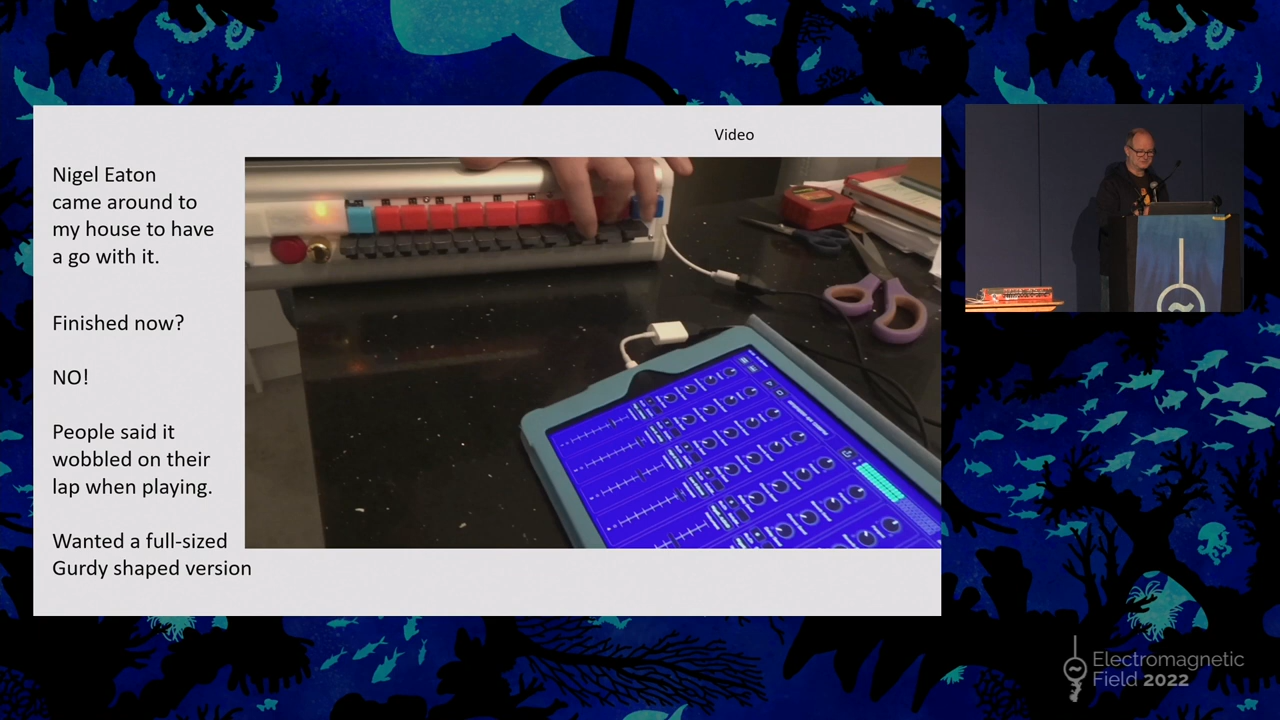 Video
Nigel Eaton
came around to
my house to have
a go with it.
Finished now?
NO!
People said it
wobbled on their
lap when playing.
Wanted a full-sized
Gurdy shaped version
Electromagnetic
Field 2022